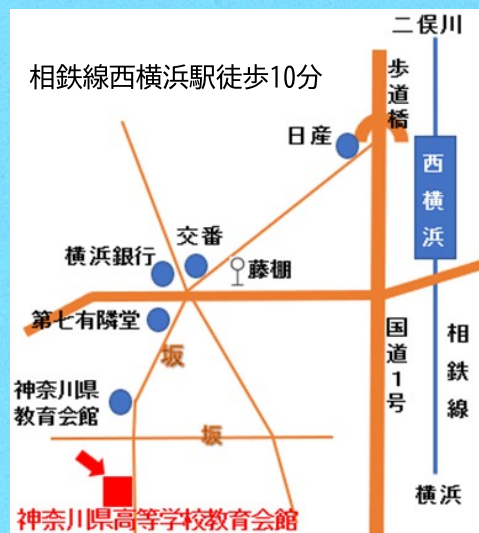 二俣川
相鉄線西横浜駅徒歩10分
歩道橋
日産
西横浜
交番
横浜銀行
藤棚
第七有隣堂
坂
国道1号
相鉄線
神奈川県
教育会館
坂
横浜
神奈川県高等学校教育会館